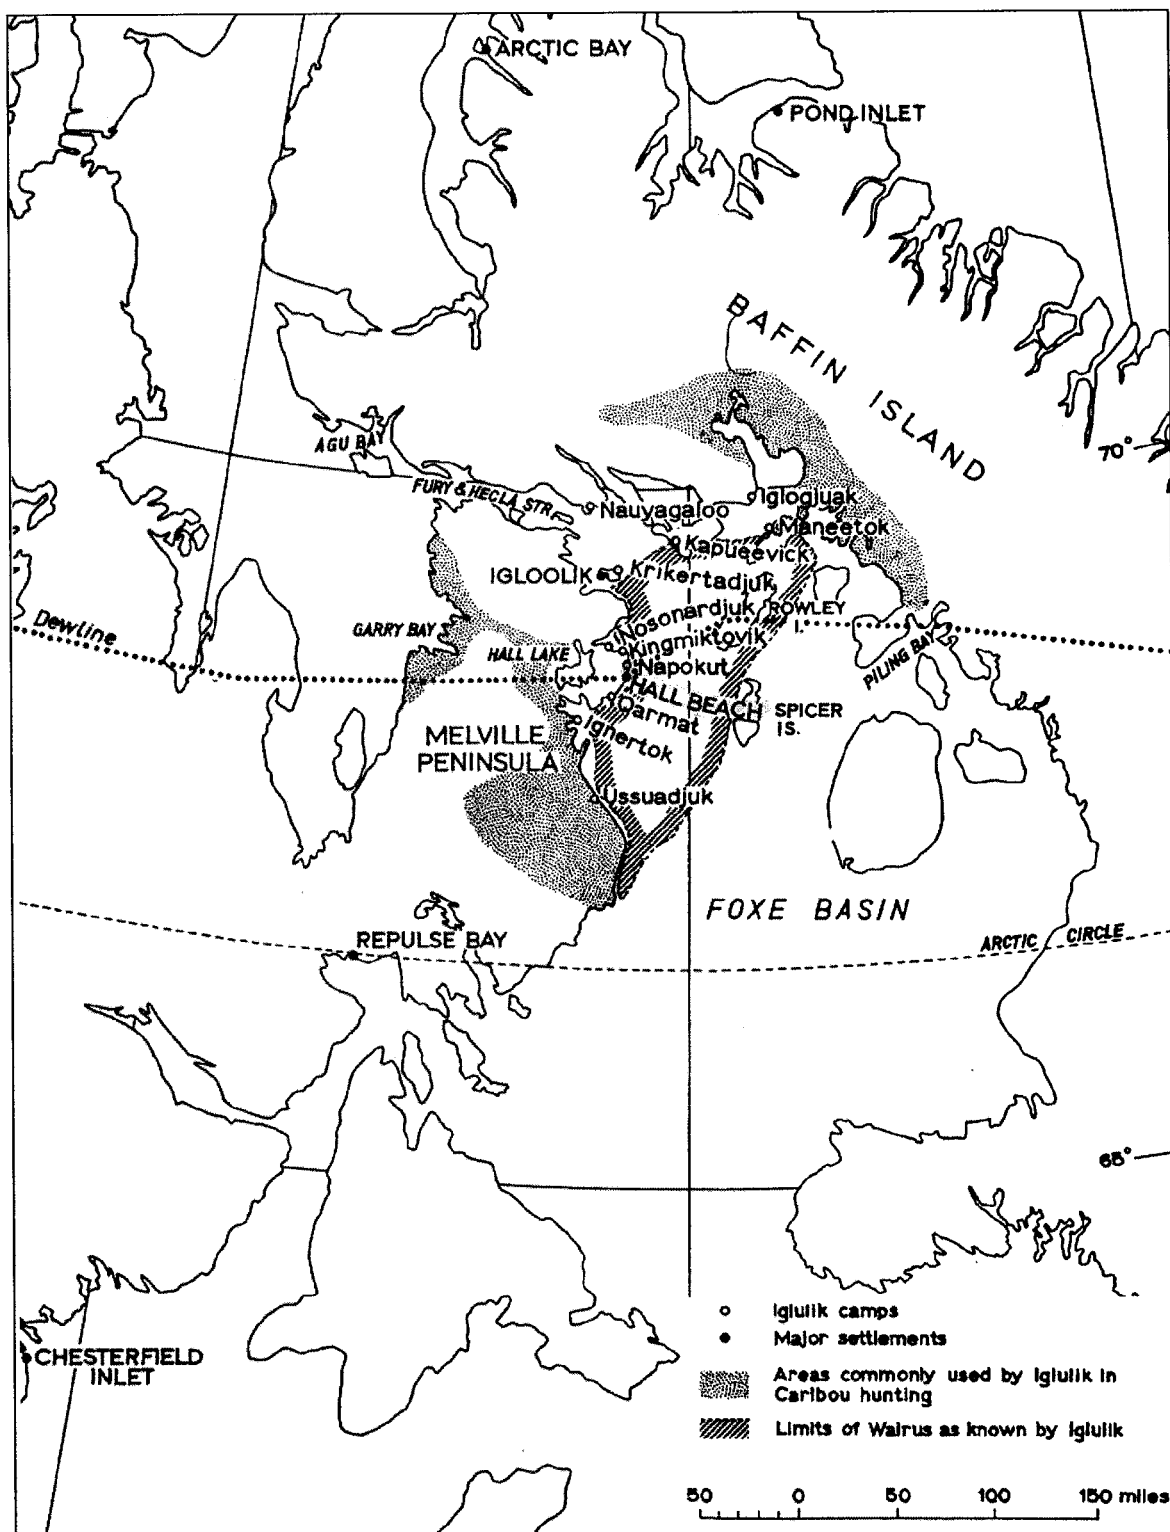 ARCTIC BAY
POND INLET
BAFFIN ISLAND
70°
AGU BAY
FURY & HECLA STR.
Nauyagaloo
Iglogjuak
Maneetok
Kapueevick
IGLOOLIK
Krikertadjuk
Dewline
GARRY BAY
Nosonardjuk
ROWLEY
I.
Kingmiktovik
HALL LAKE
Napokut
PILING BAY
HALL BEACH
SPICER
IS.
Qarmat
Ignertok
MELVILLE
PENINSULA
Ussuadjuk
FOXE BASIN
REPULSE BAY
ARCTIC CIRCLE
65°
CHESTERFIELD
INLET
Iglulik camps
Major settlements
Areas commonly used by Iglulik in
Caribou hunting
Limits of Walrus as known by Iglulik
50 0 50 100 150 miles